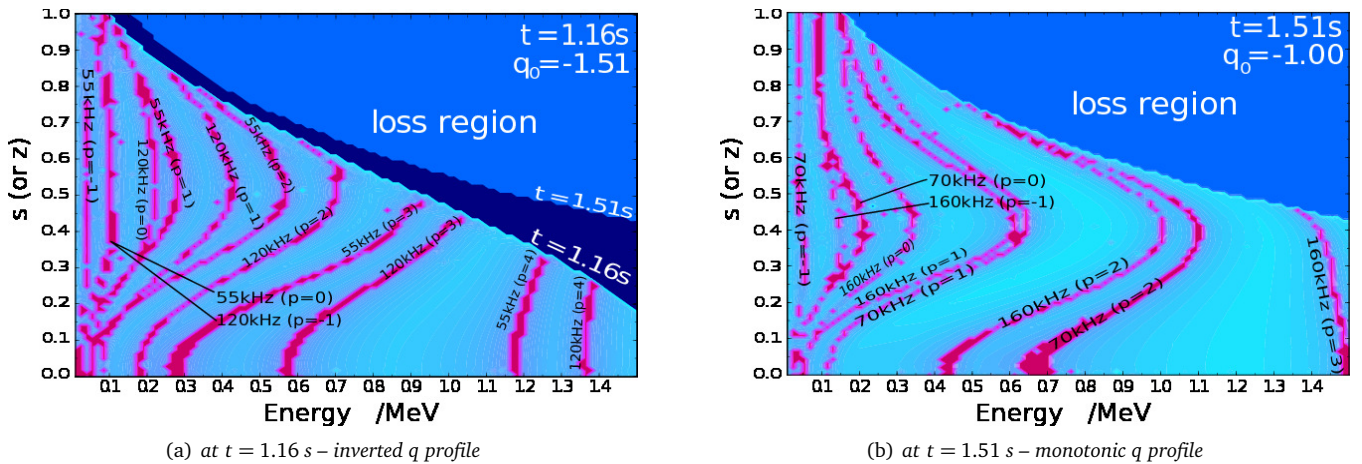 t = 1.16s
q₀=-1.51
loss region
t = 1.51s
t = 1.16s
55kHz (p=-1)
120kHz (p=0)
55kHz (p=1)
120kHz (p=1)
55kHz (p=2)
120kHz (p=2)
55kHz (p=3)
120kHz (p=3)
55kHz (p=4)
120kHz (p=4)
55kHz (p=0)
120kHz (p=-1)
s (or z)
1.0
0.9
0.8
0.7
0.6
0.5
0.4
0.3
0.2
0.1
0.0
0.1 0.2 0.3 0.4 0.5 0.6 0.7 0.8 0.9 1.0 1.1 1.2 1.3 1.4
Energy /MeV
(a) at t = 1.16 s – inverted q profile
t = 1.51s
q₀=-1.00
loss region
70kHz (p=-1)
70kHz (p=0)
160kHz (p=-1)
160kHz (p=0)
160kHz (p=1)
70kHz (p=1)
160kHz (p=2)
70kHz (p=2)
160kHz (p=3)
s (or z)
1.0
0.9
0.8
0.7
0.6
0.5
0.4
0.3
0.2
0.1
0.0
0.1 0.2 0.3 0.4 0.5 0.6 0.7 0.8 0.9 1.0 1.1 1.2 1.3 1.4
Energy /MeV
(b) at t = 1.51 s – monotonic q profile